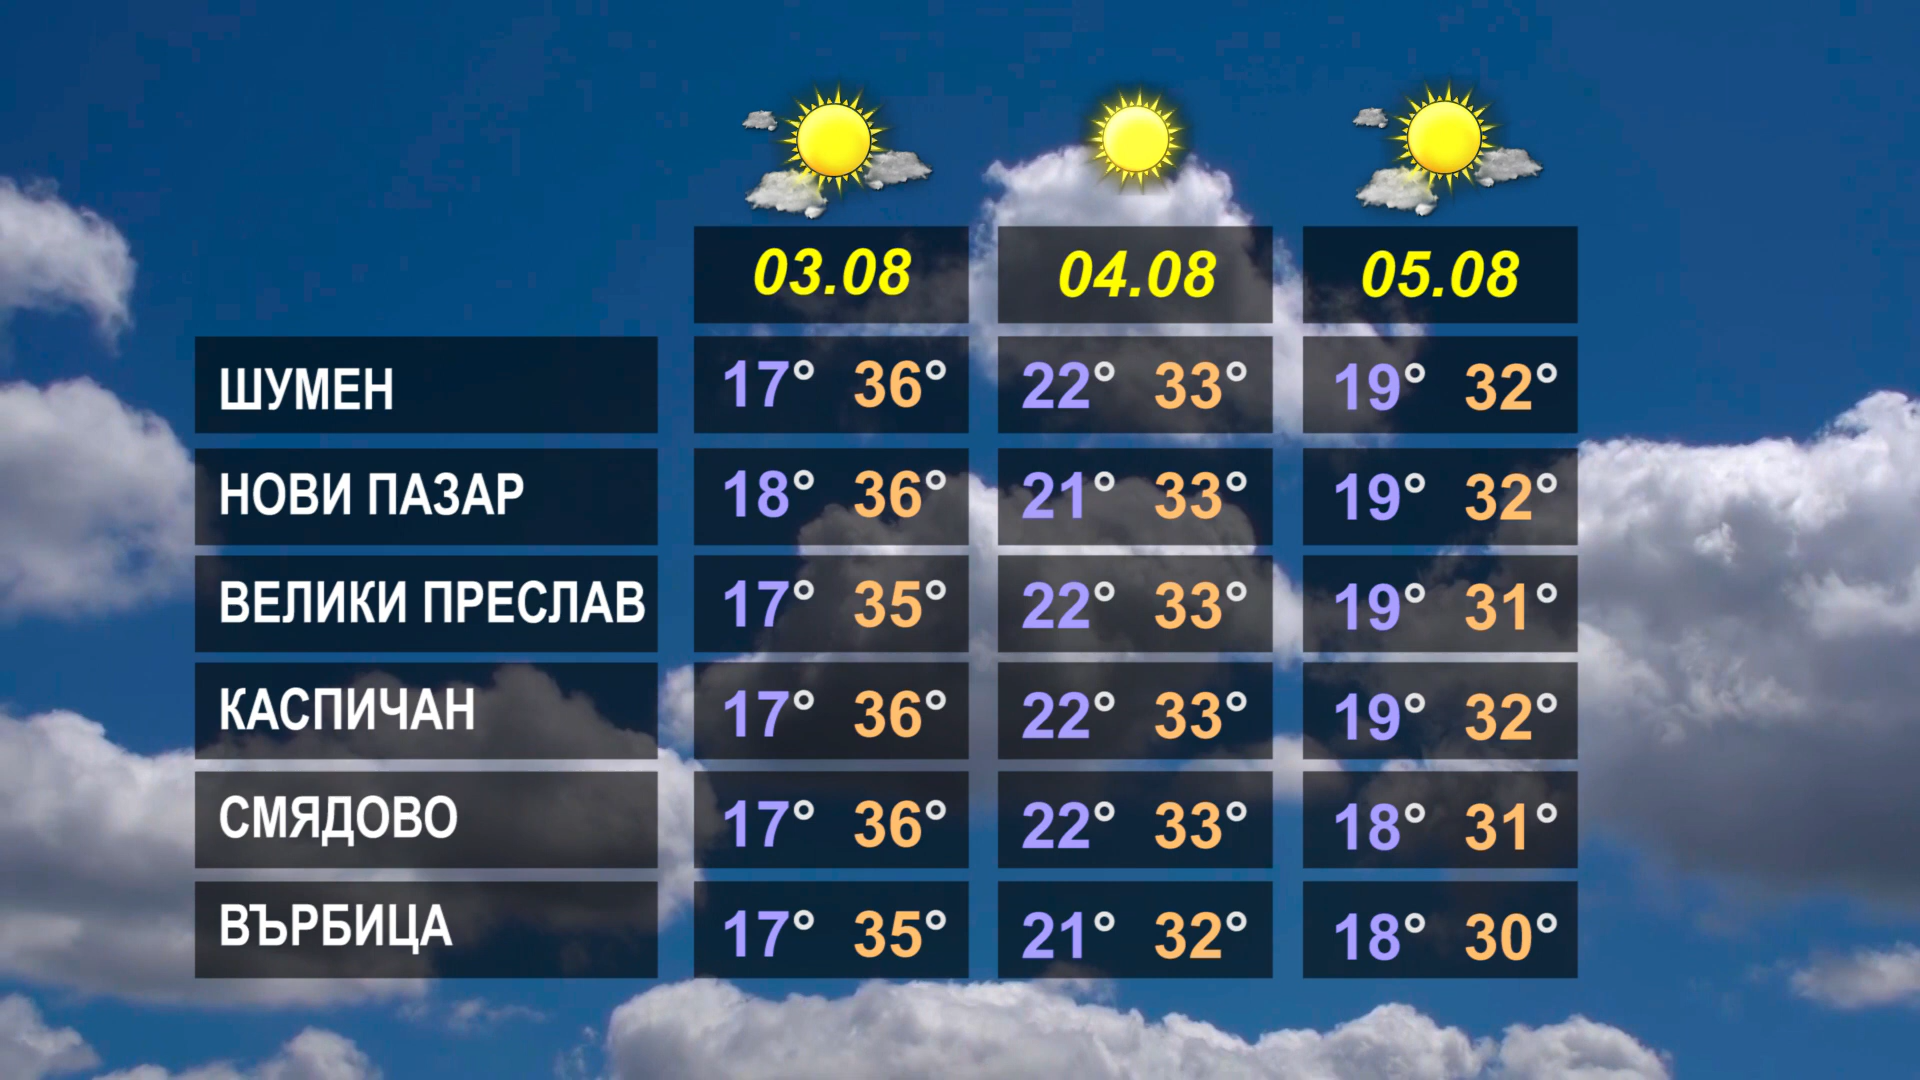 03.08 04.08 05.08
ШУМЕН 17° 36° 22° 33° 19° 32°
НОВИ ПАЗАР 18° 36° 21° 33° 19° 32°
ВЕЛИКИ ПРЕСЛАВ 17° 35° 22° 33° 19° 31°
КАСПИЧАН 17° 36° 22° 33° 19° 32°
СМЯДОВО 17° 36° 22° 33° 18° 31°
ВЪРБИЦА 17° 35° 21° 32° 18° 30°